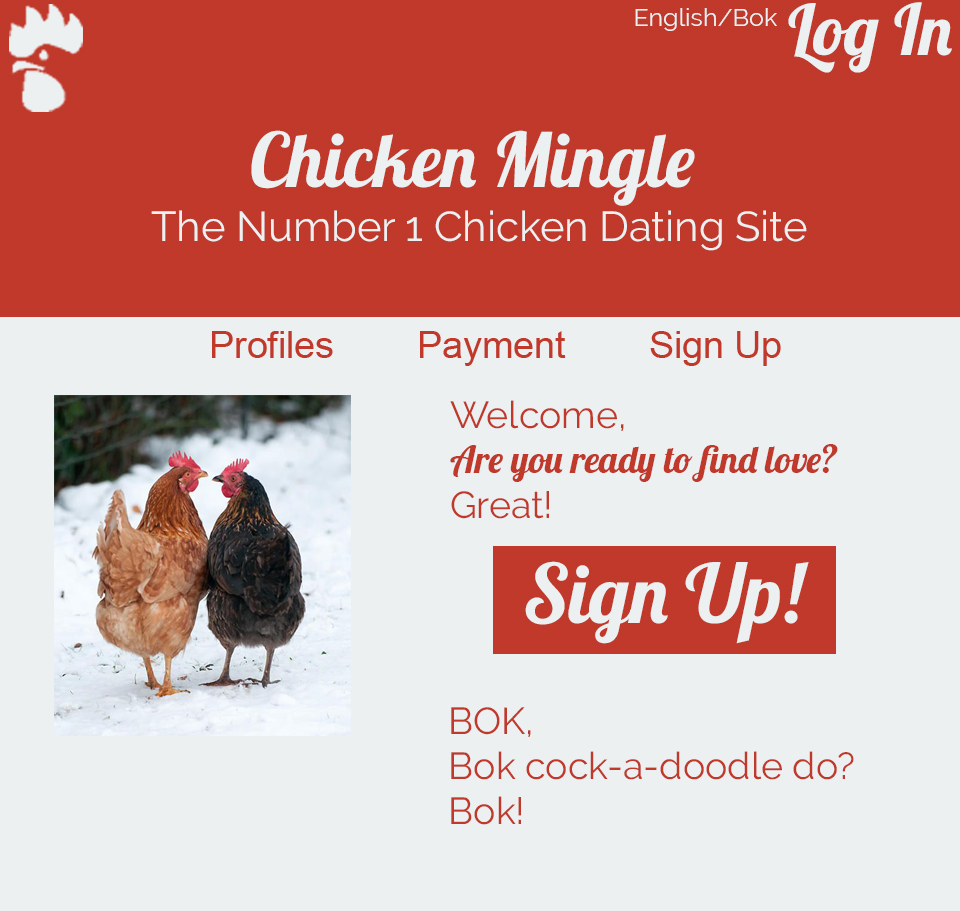 English/Bok
Log In
Chicken Mingle
The Number 1 Chicken Dating Site
Profiles
Payment
Sign Up
Welcome,
Are you ready to find love?
Great!
Sign Up!
BOK,
Bok cock-a-doodle do?
Bok!